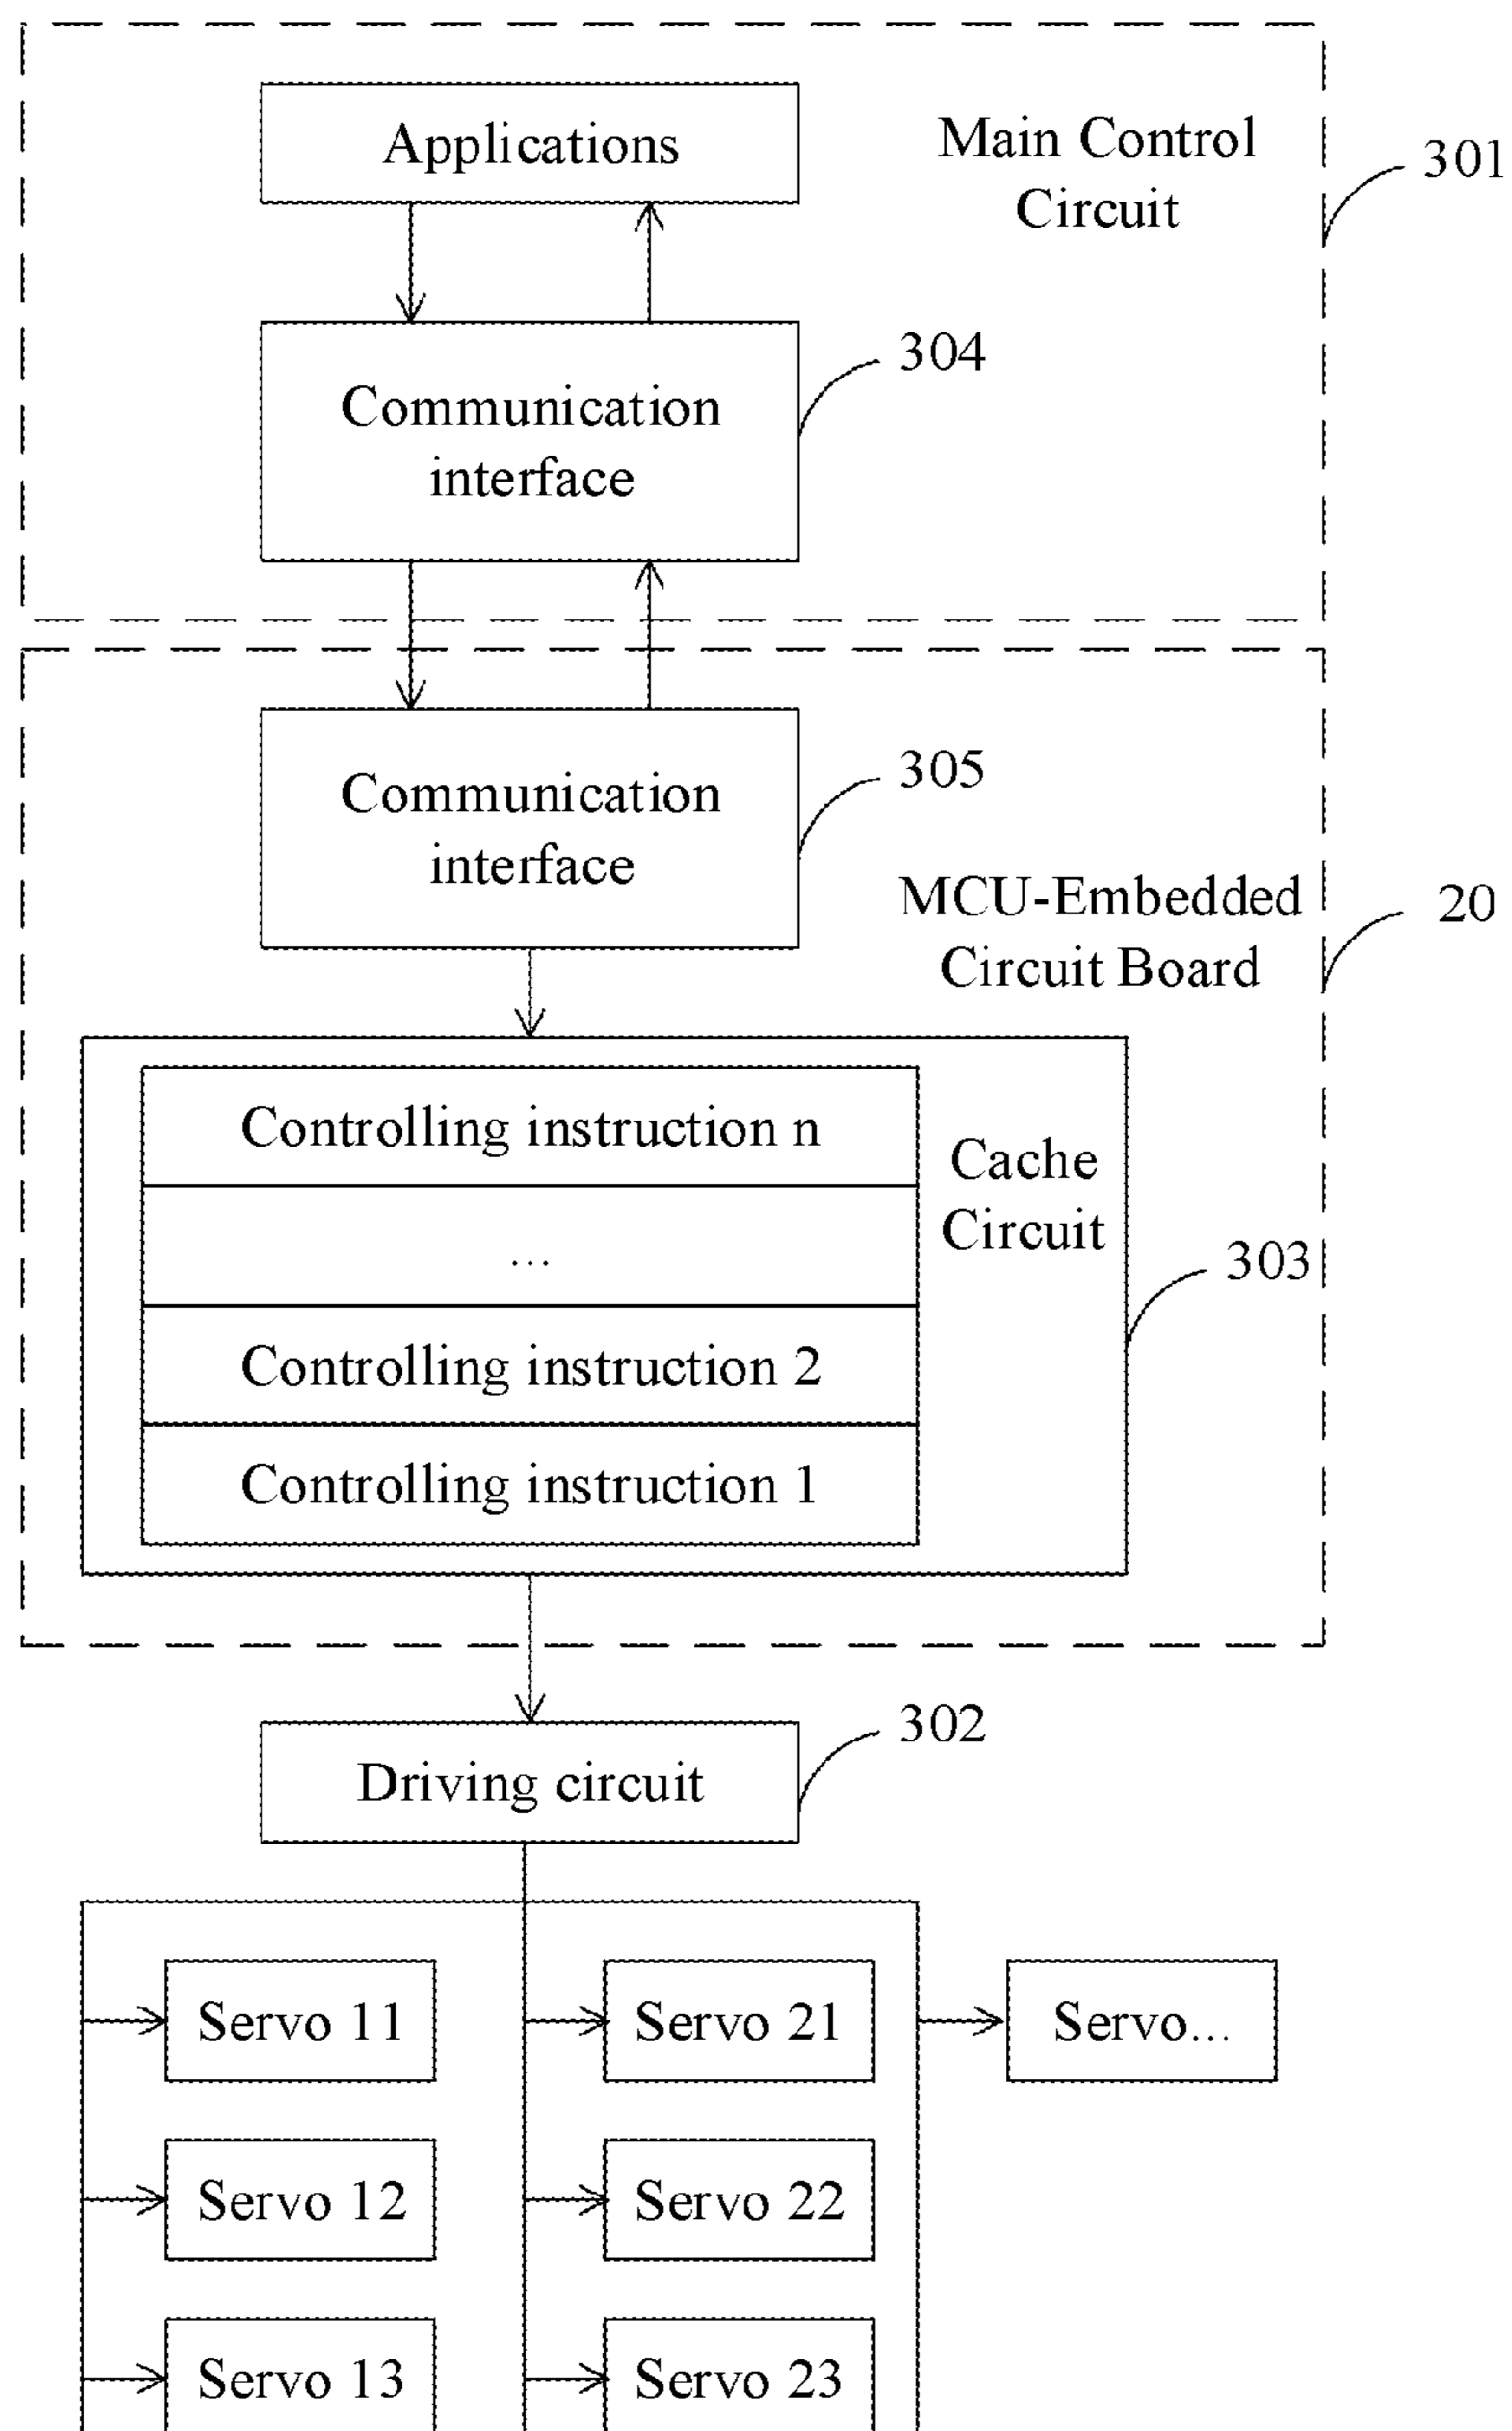 Applications
Main Control
Circuit
301
Communication
interface
304
Communication
interface
305
MCU-Embedded
Circuit Board
20
Controlling instruction n
...
Controlling instruction 2
Controlling instruction 1
Cache
Circuit
303
Driving circuit
302
Servo 11
Servo 21
Servo...
Servo 12
Servo 22
Servo 13
Servo 23